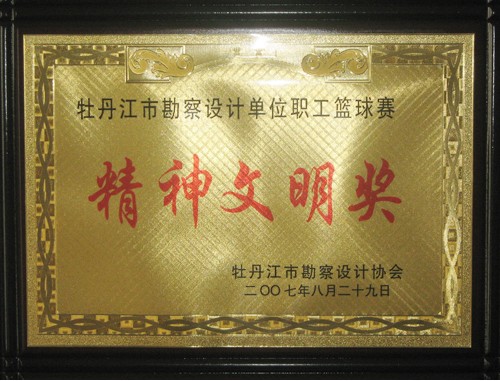 牡丹江市勘察设计单位职工篮球赛
精神文明奖
牡丹江市勘察设计协会
二〇〇七年八月二十九日